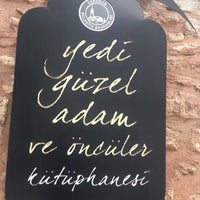 yedi
güzel
adam
ve öncüler
kütüphanesi